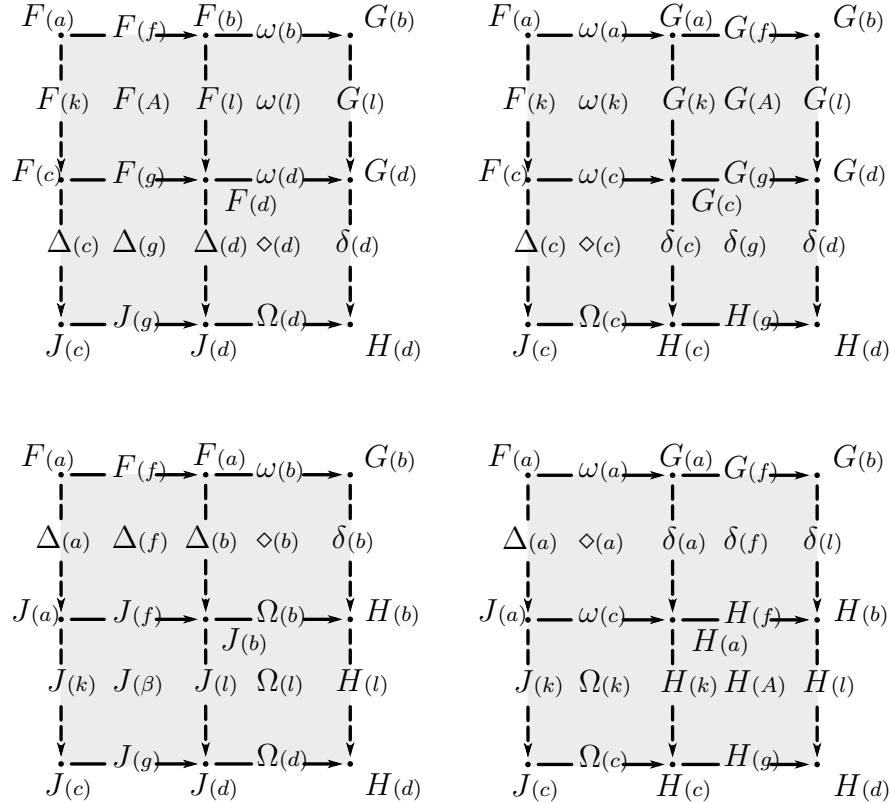 F(a) F(f) F(b) ω(b) G(b)
F(k) F(A) F(l) ω(l) G(l)
F(c) F(g) ω(d) G(d)
F(d)
Δ(c) Δ(g) Δ(d) ⋄(d) δ(d)
J(g) Ω(d)
J(c) J(d) H(d)
F(a) ω(a) G(a) G(f) G(b)
F(k) ω(k) G(k) G(A) G(l)
F(c) ω(c) G(g) G(d)
G(c)
Δ(c) ⋄(c) δ(c) δ(g) δ(d)
Ω(c) H(g)
J(c) H(c) H(d)
F(a) F(f) F(a) ω(b) G(b)
Δ(a) Δ(f) Δ(b) ⋄(b) δ(b)
J(a) J(f) Ω(b) H(b)
J(b)
J(k) J(β) J(l) Ω(l) H(l)
J(g) Ω(d)
J(c) J(d) H(d)
F(a) ω(a) G(a) G(f) G(b)
Δ(a) ⋄(a) δ(a) δ(f) δ(l)
J(a) ω(c) H(f) H(b)
H(a)
J(k) Ω(k) H(k) H(A) H(l)
Ω(c) H(g)
J(c) H(c) H(d)